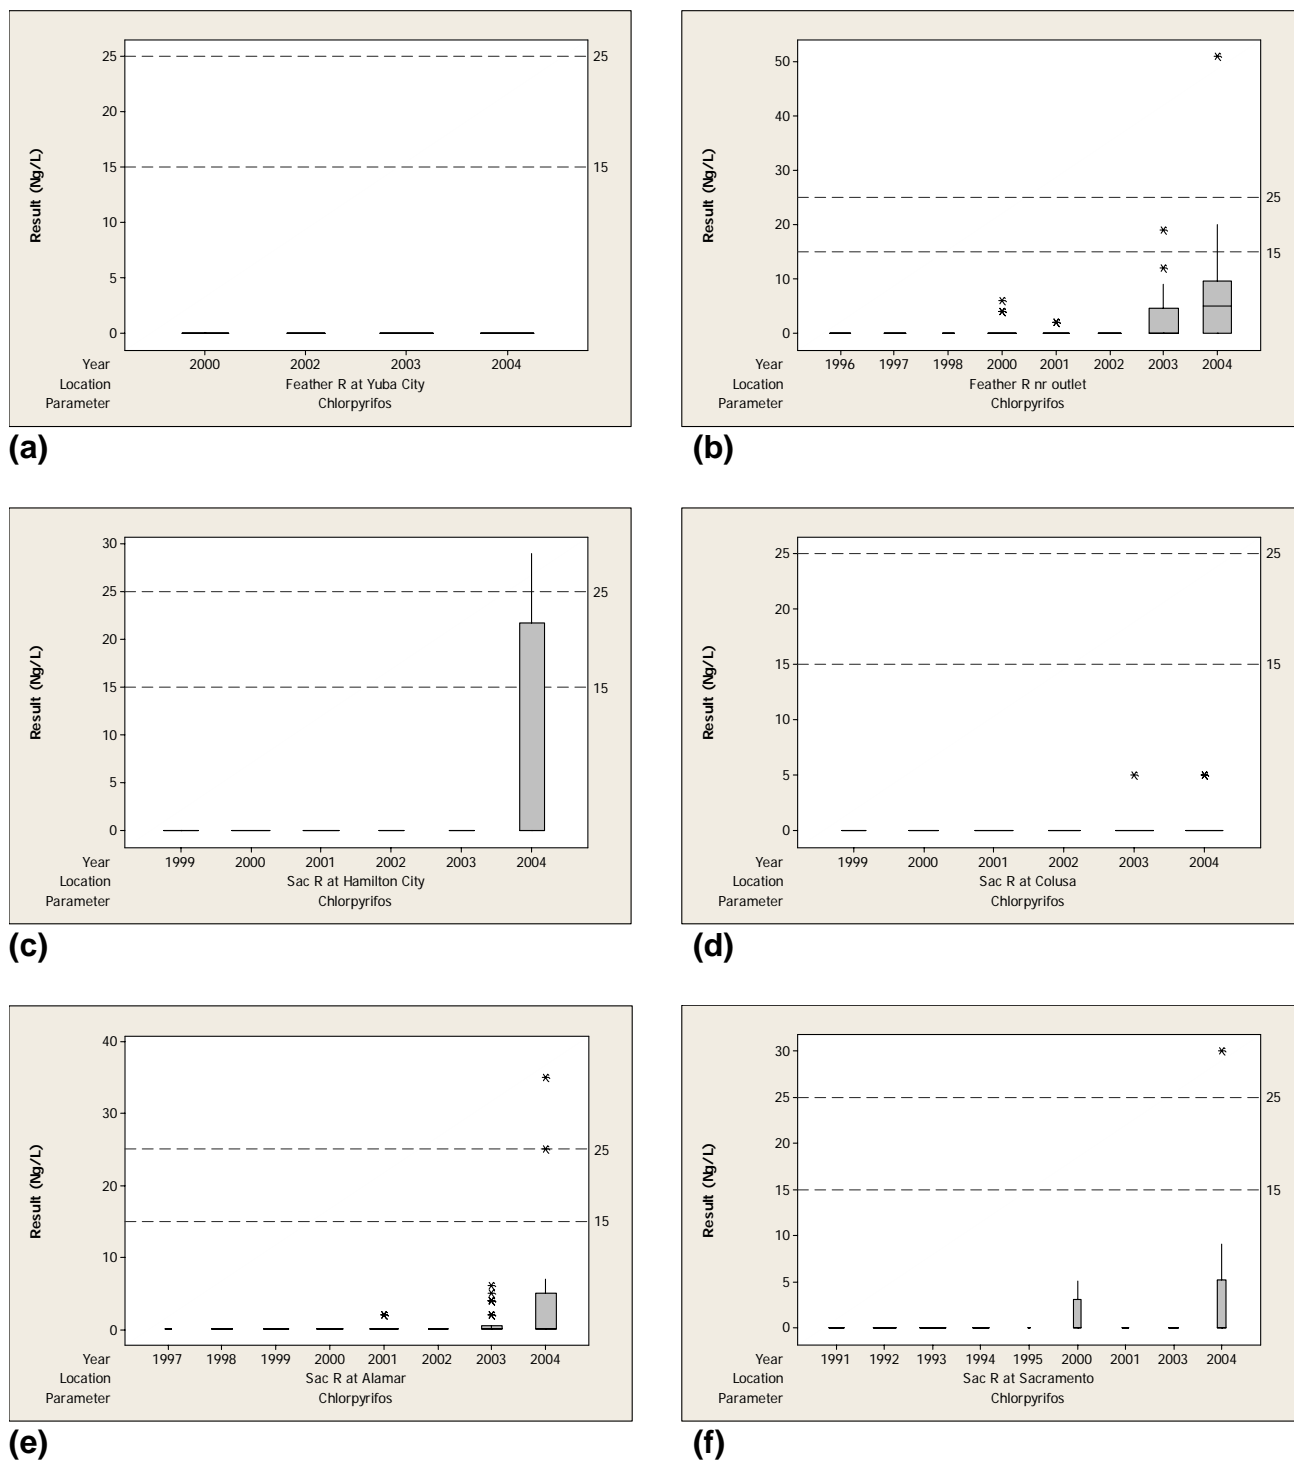 25
20
15
10
5
0
25
15
Result (Ng/L)
Year 2000 2002 2003 2004
Location Feather R at Yuba City
Parameter Chlorpyrifos
(a)
50
40
30
20
10
0
25
15
Result (Ng/L)
Year 1996 1997 1998 2000 2001 2002 2003 2004
Location Feather R nr outlet
Parameter Chlorpyrifos
(b)
30
25
20
15
10
5
0
25
15
Result (Ng/L)
Year 1999 2000 2001 2002 2003 2004
Location Sac R at Hamilton City
Parameter Chlorpyrifos
(c)
25
20
15
10
5
0
25
15
Result (Ng/L)
Year 1999 2000 2001 2002 2003 2004
Location Sac R at Colusa
Parameter Chlorpyrifos
(d)
40
30
20
10
0
25
15
Result (Ng/L)
Year 1997 1998 1999 2000 2001 2002 2003 2004
Location Sac R at Alamar
Parameter Chlorpyrifos
(e)
30
25
20
15
10
5
0
25
15
Result (Ng/L)
Year 1991 1992 1993 1994 1995 2000 2001 2003 2004
Location Sac R at Sacramento
Parameter Chlorpyrifos
(f)